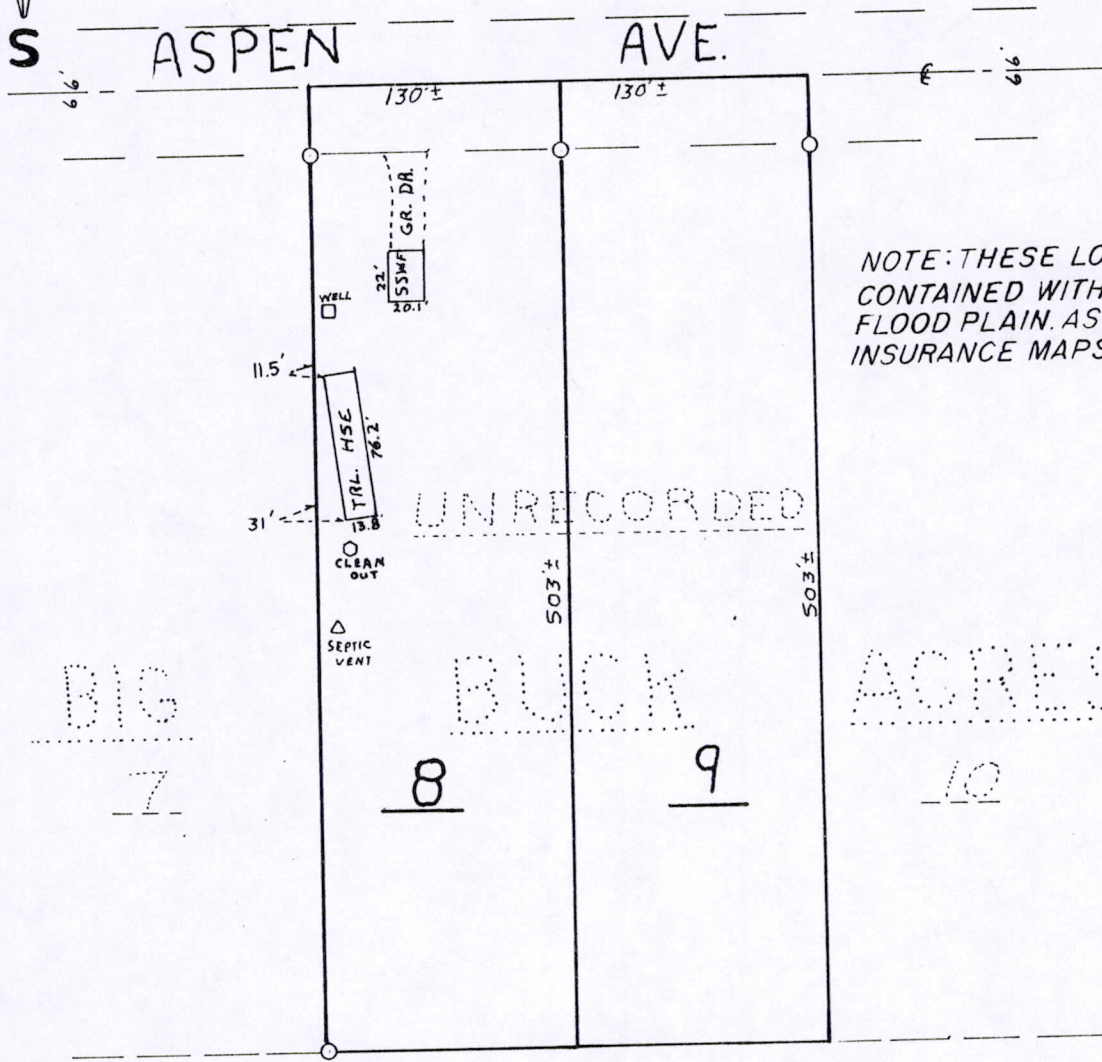 S
ASPEN AVE.
66'
130'±
130'±
℄
66'
GR. DR.
22'
SSWF
20.1'
WELL
NOTE: THESE LO
CONTAINED WITH
FLOOD PLAIN. AS
INSURANCE MAPS
11.5'
TRL. HSE
76.2'
31'
13.8
CLEAN
OUT
UNRECORDED
503'±
503'±
SEPTIC
VENT
BIG BUCK ACRES
7
8
9
10